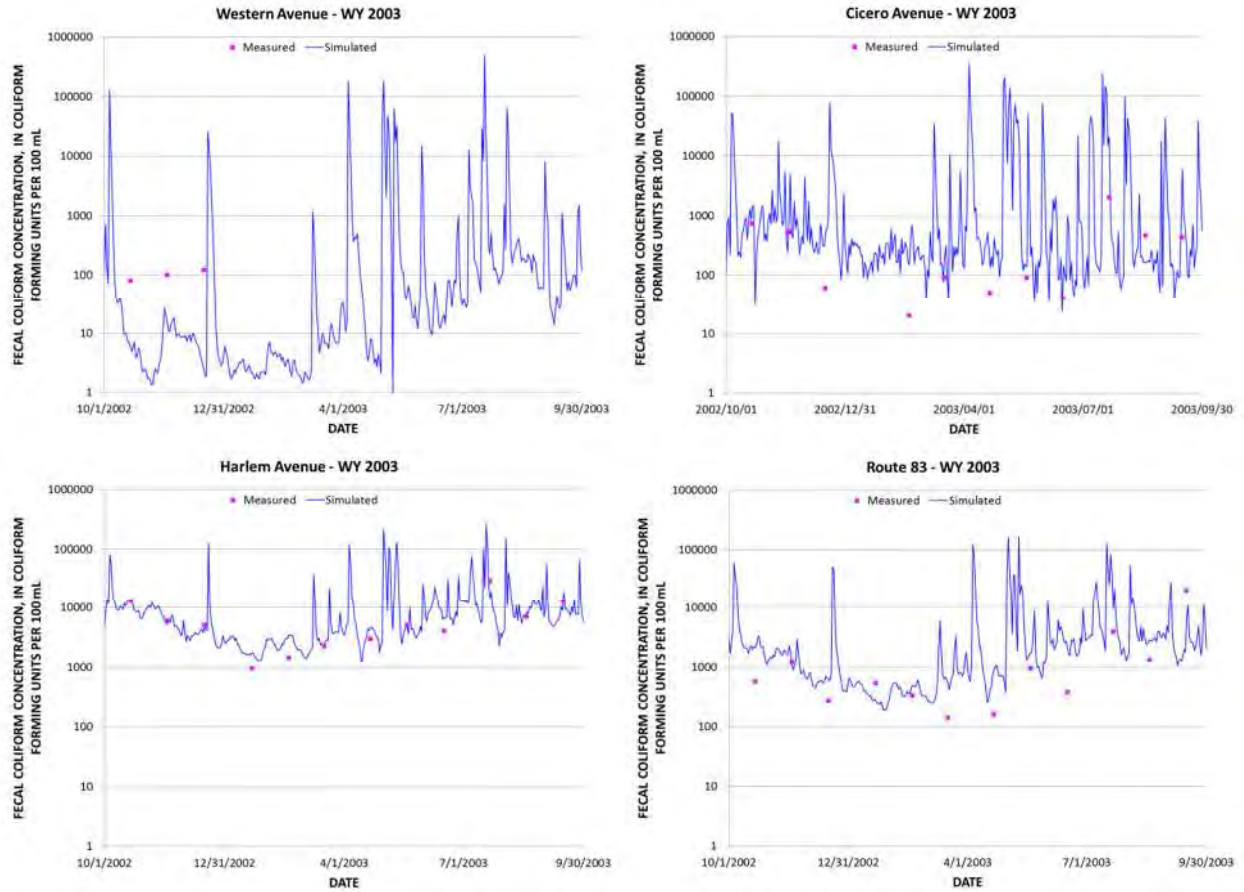 Western Avenue - WY 2003
Measured Simulated
FECAL COLIFORM CONCENTRATION, IN COLIFORM
FORMING UNITS PER 100 mL
1000000
100000
10000
1000
100
10
1
10/1/2002 12/31/2002 4/1/2003 7/1/2003 9/30/2003
DATE
Cicero Avenue - WY 2003
Measured Simulated
FECAL COLIFORM CONCENTRATION, IN COLIFORM
FORMING UNITS PER 100 mL
1000000
100000
10000
1000
100
10
1
2002/10/01 2002/12/31 2003/04/01 2003/07/01 2003/09/30
DATE
Harlem Avenue - WY 2003
Measured Simulated
FECAL COLIFORM CONCENTRATION, IN COLIFORM
FORMING UNITS PER 100mL
1000000
100000
10000
1000
100
10
1
10/1/2002 12/31/2002 4/1/2003 7/1/2003 9/30/2003
DATE
Route 83 - WY 2003
Measured Simulated
FECAL COLIFORM CONCENTRATION, IN COLIFORM
FORMING UNITS PER 100 mL
1000000
100000
10000
1000
100
10
1
10/1/2002 12/31/2002 4/1/2003 7/1/2003 9/30/2003
DATE